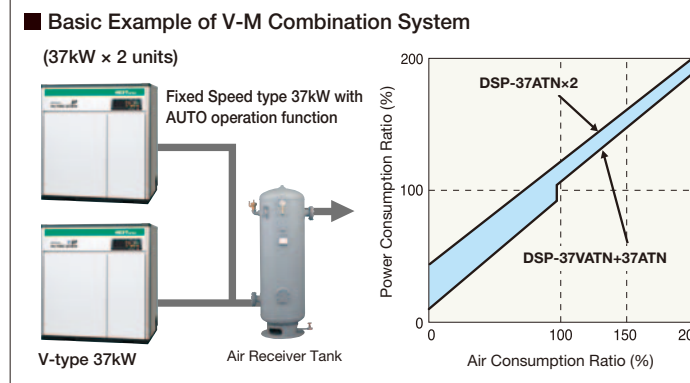 ■ Basic Example of V-M Combination System
(37kW × 2 units)
Fixed Speed type 37kW with
AUTO operation function
V-type 37kW
Air Receiver Tank
Power Consumption Ratio (%)
200
100
0
DSP-37ATN×2
DSP-37VATN+37ATN
0
100
150
200
Air Consumption Ratio (%)